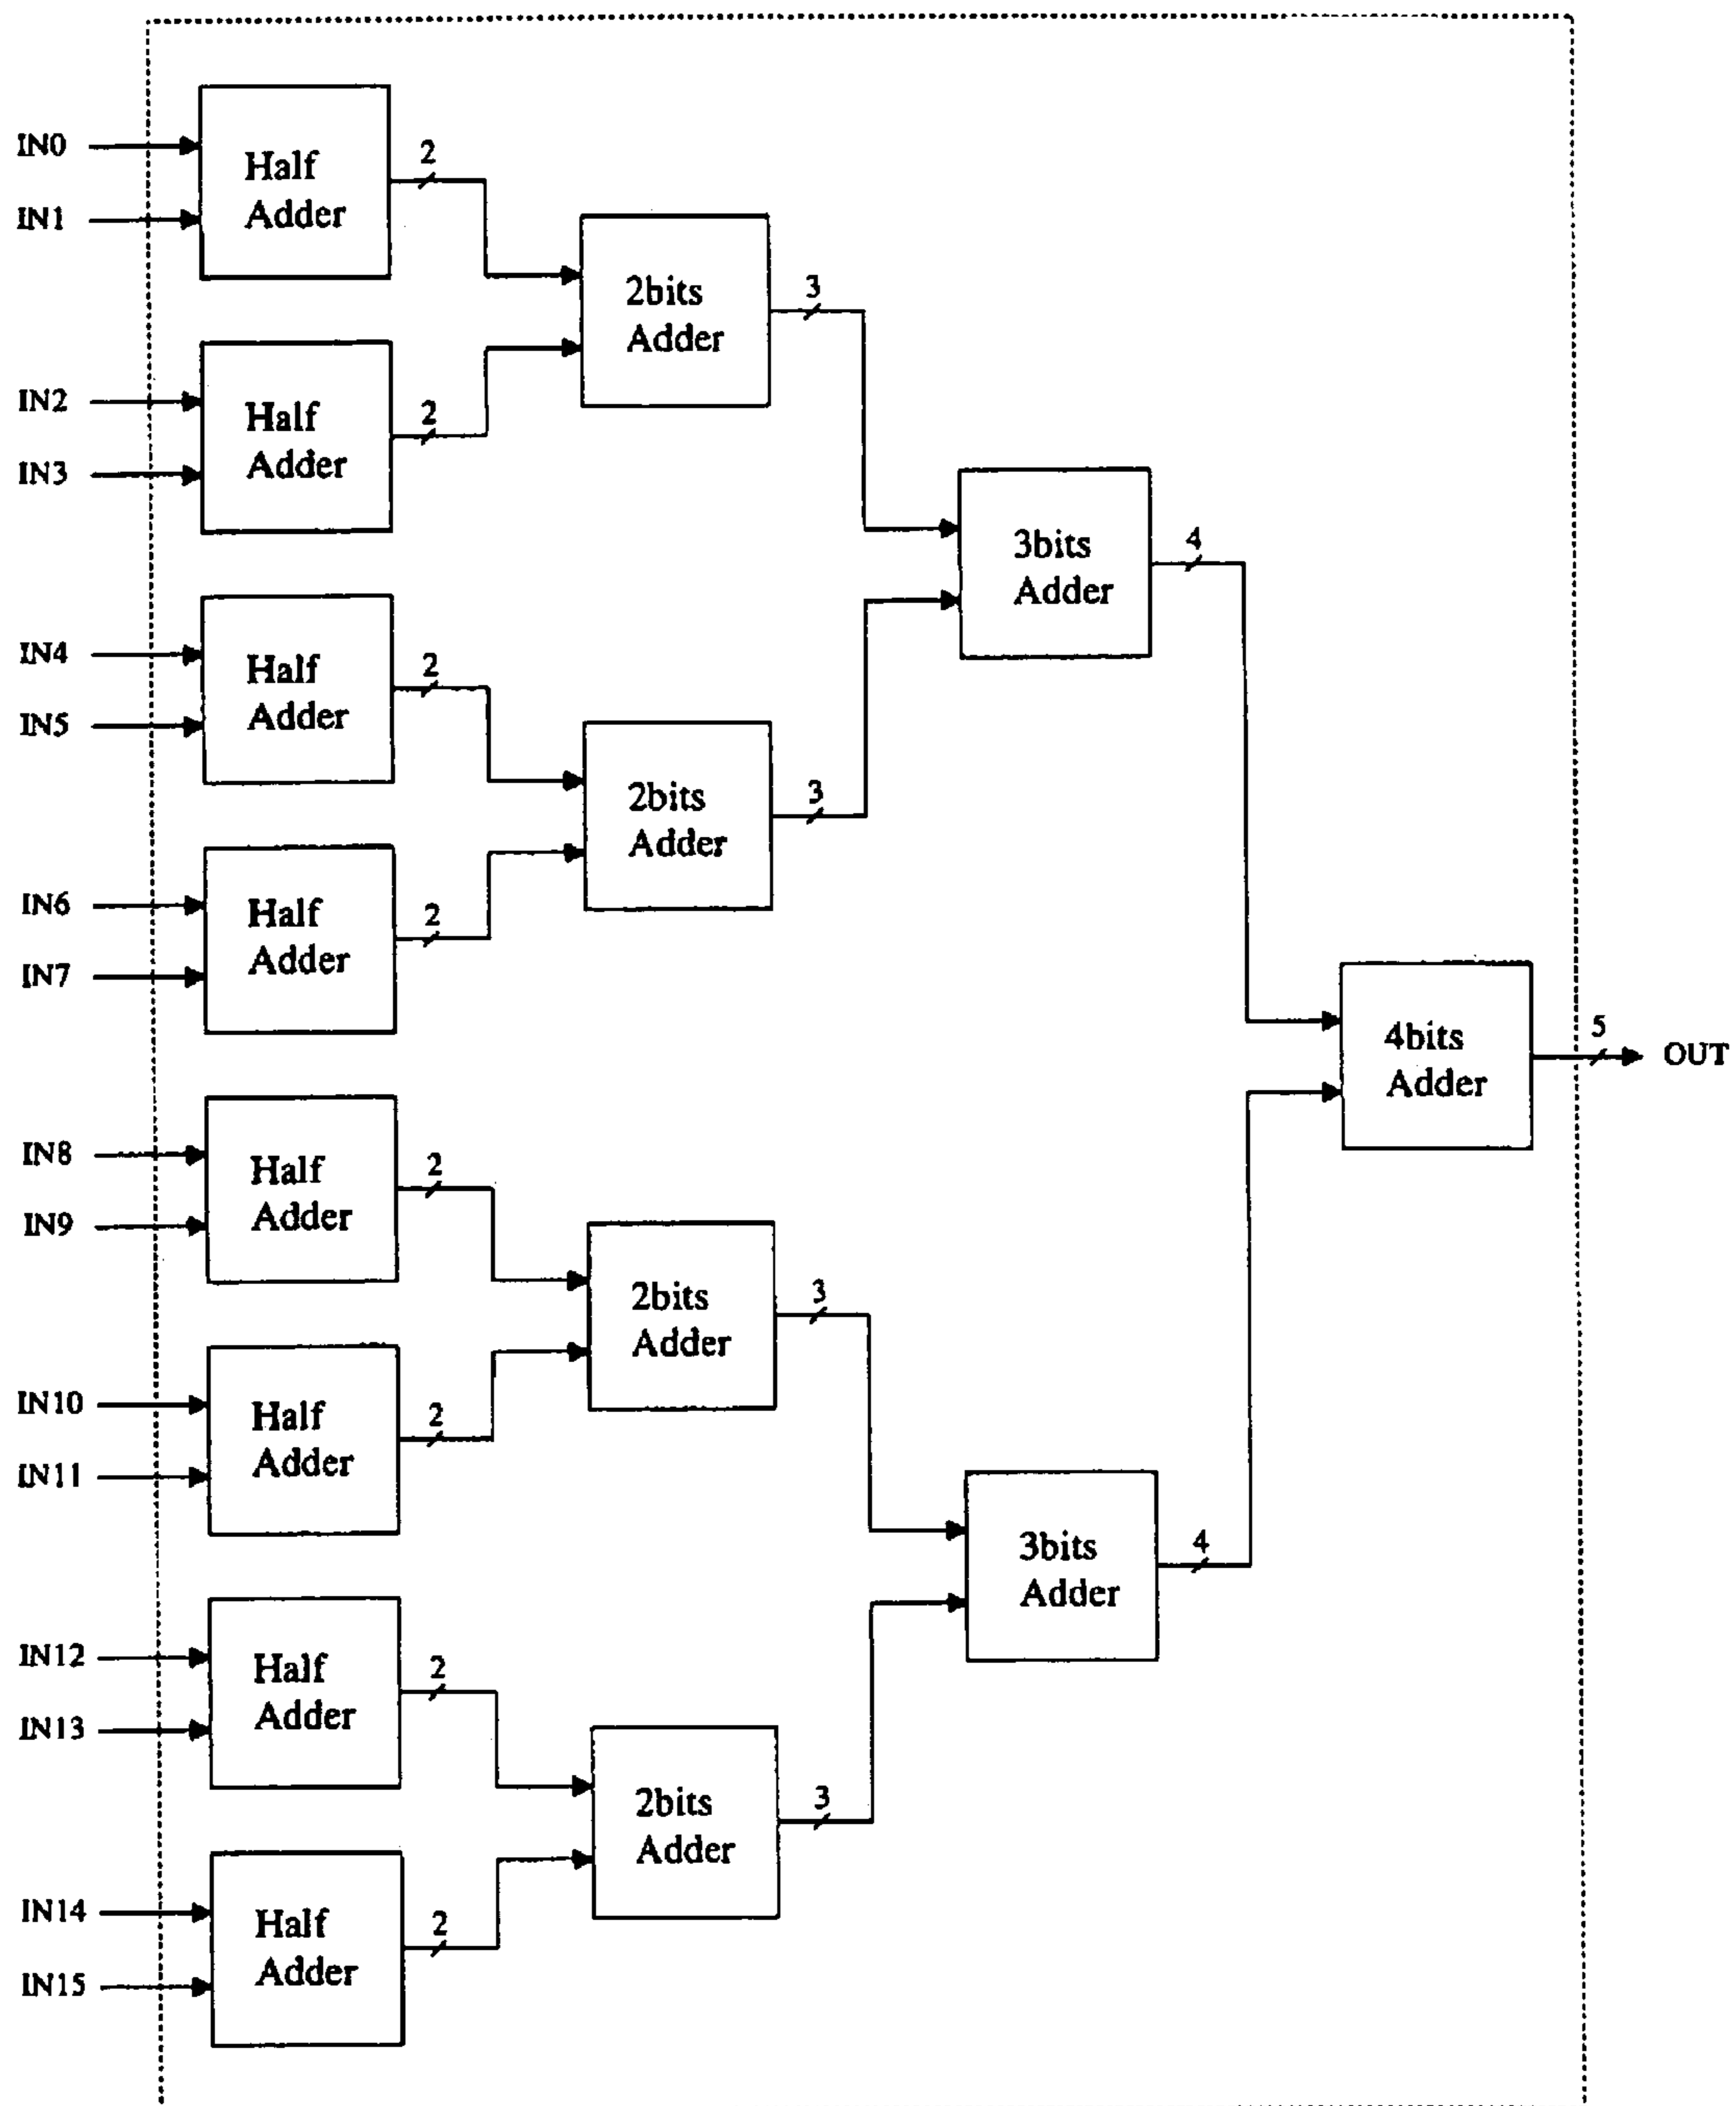 IN0
IN1
Half
Adder
2
IN2
IN3
Half
Adder
2
2bits
Adder
3
IN4
IN5
Half
Adder
2
IN6
IN7
Half
Adder
2
2bits
Adder
3
3bits
Adder
4
IN8
IN9
Half
Adder
2
IN10
IN11
Half
Adder
2
2bits
Adder
3
IN12
IN13
Half
Adder
2
IN14
IN15
Half
Adder
2
2bits
Adder
3
3bits
Adder
4
4bits
Adder
5
OUT